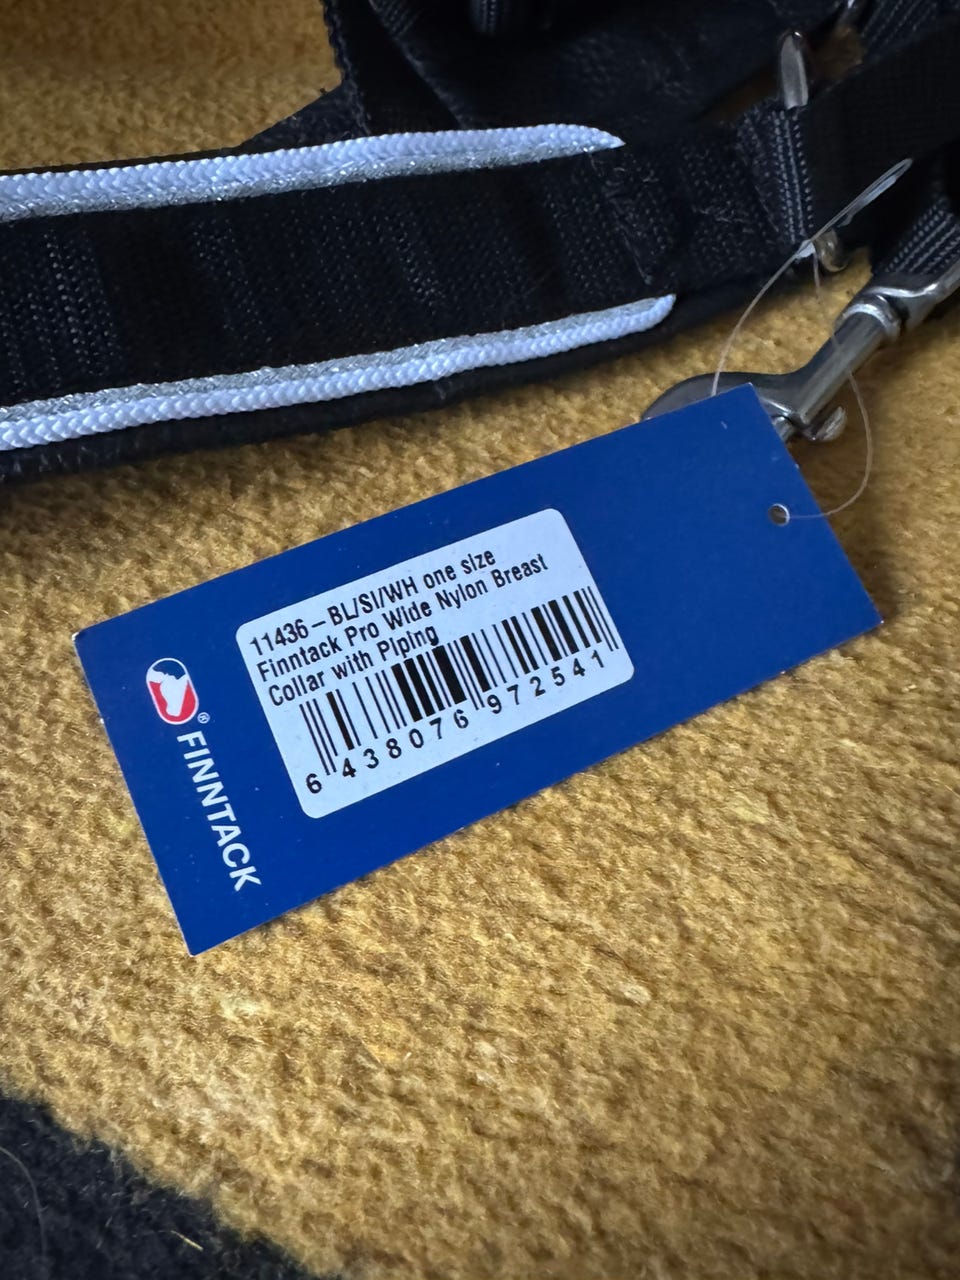 11436-BL/SI/WH one size
Finntack Pro Wide Nylon Breast
Collar with Piping
6 438076 972541
® FINNTACK